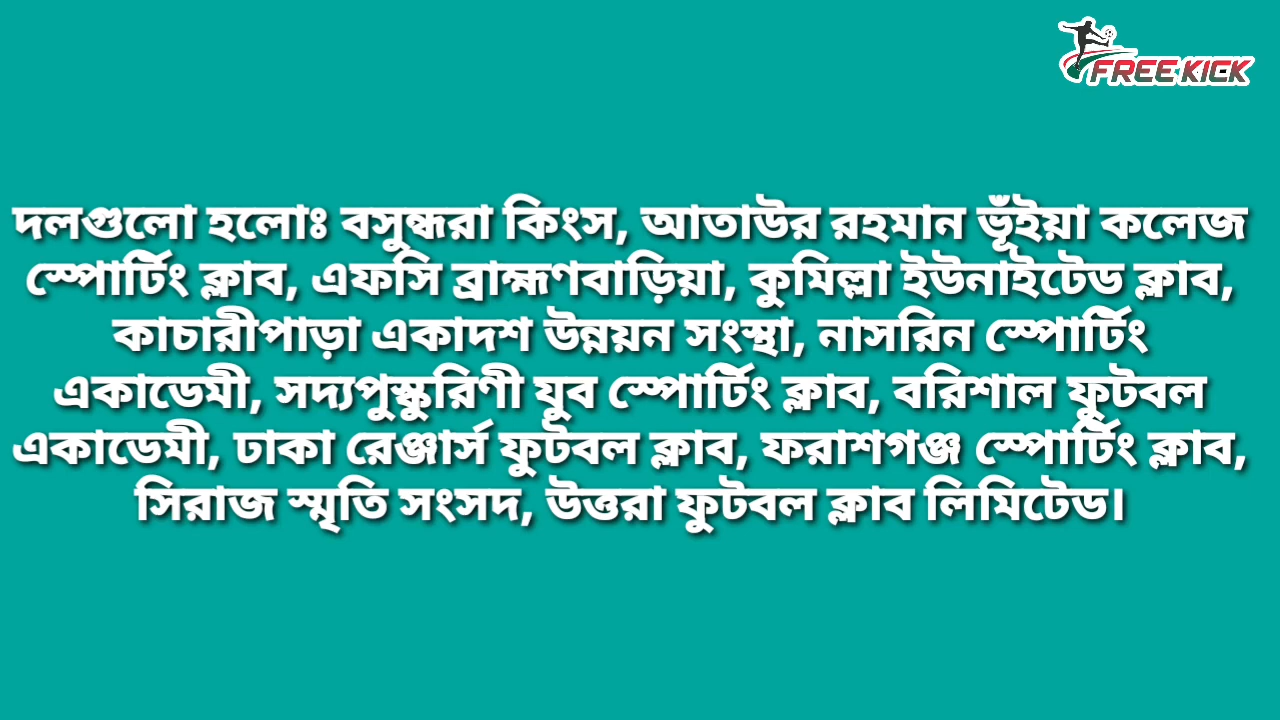 FREE KICK
দলগুলো হলোঃ বসুন্ধরা কিংস, আতাউর রহমান ভূঁইয়া কলেজ
স্পোর্টিং ক্লাব, এফসি ব্রাহ্মণবাড়িয়া, কুমিল্লা ইউনাইটেড ক্লাব,
কাচারীপাড়া একাদশ উন্নয়ন সংস্থা, নাসরিন স্পোর্টিং
একাডেমী, সদ্যপুস্কুরিণী যুব স্পোর্টিং ক্লাব, বরিশাল ফুটবল
একাডেমী, ঢাকা রেঞ্জার্স ফুটবল ক্লাব, ফরাশগঞ্জ স্পোর্টিং ক্লাব,
সিরাজ স্মৃতি সংসদ, উত্তরা ফুটবল ক্লাব লিমিটেড।